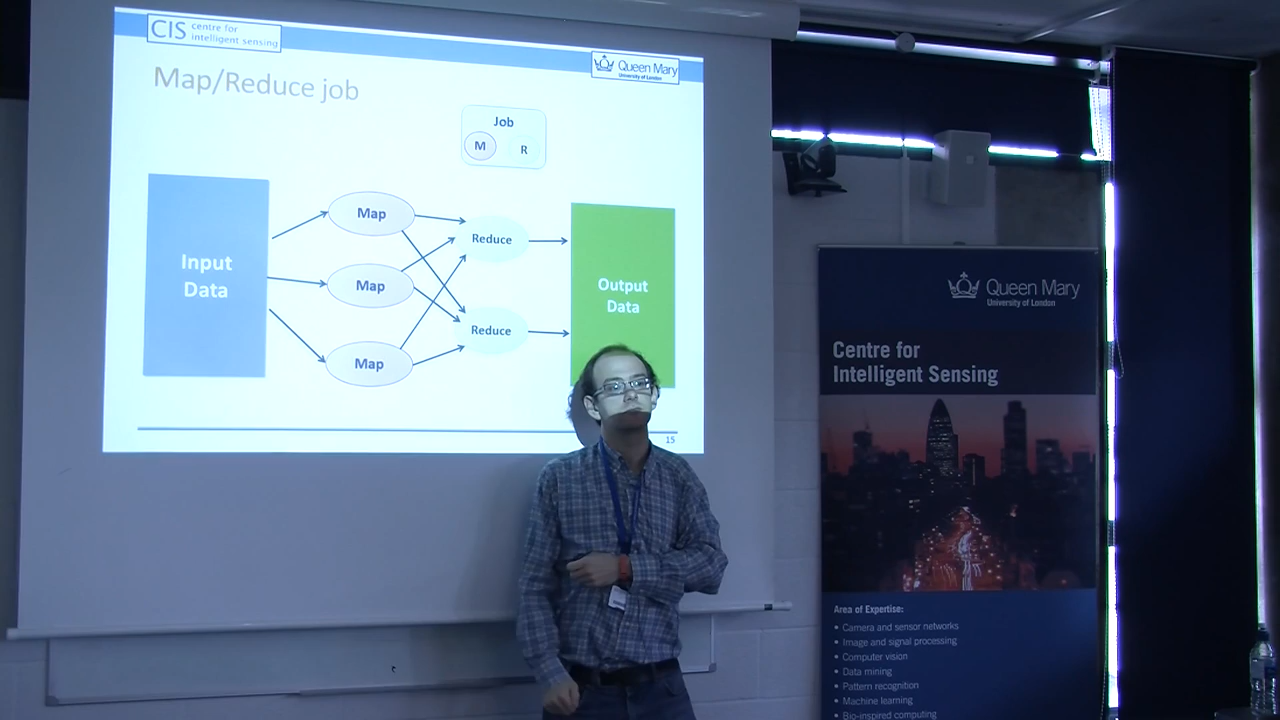 CIS centre for
intelligent sensing
Queen Mary
University of London
Map/Reduce job
Job
M
R
Input
Data
Map
Map
Map
Reduce
Reduce
Output
Data
15
Queen Mary
University of London
Centre for
Intelligent Sensing
Area of Expertise:
• Camera and sensor networks
• Image and signal processing
• Computer vision
• Data mining
• Pattern recognition
• Machine learning
• Bio-inspired computing